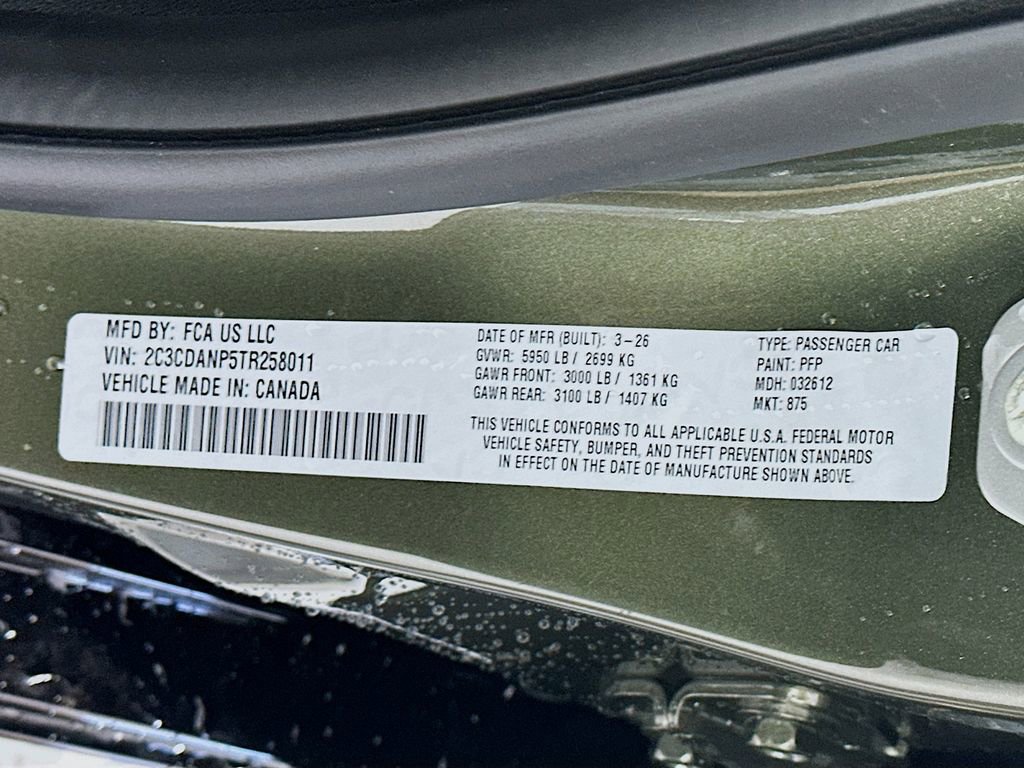 MFD BY: FCA US LLC
VIN: 2C3CDANP5TR258011
VEHICLE MADE IN: CANADA
DATE OF MFR (BUILT): 3-26
GVWR: 5950 LB / 2699 KG
GAWR FRONT: 3000 LB / 1361 KG
GAWR REAR: 3100 LB / 1407 KG
TYPE: PASSENGER CAR
PAINT: PFP
MDH: 032612
MKT: 875
THIS VEHICLE CONFORMS TO ALL APPLICABLE U.S.A. FEDERAL MOTOR
VEHICLE SAFETY, BUMPER, AND THEFT PREVENTION STANDARDS
IN EFFECT ON THE DATE OF MANUFACTURE SHOWN ABOVE.